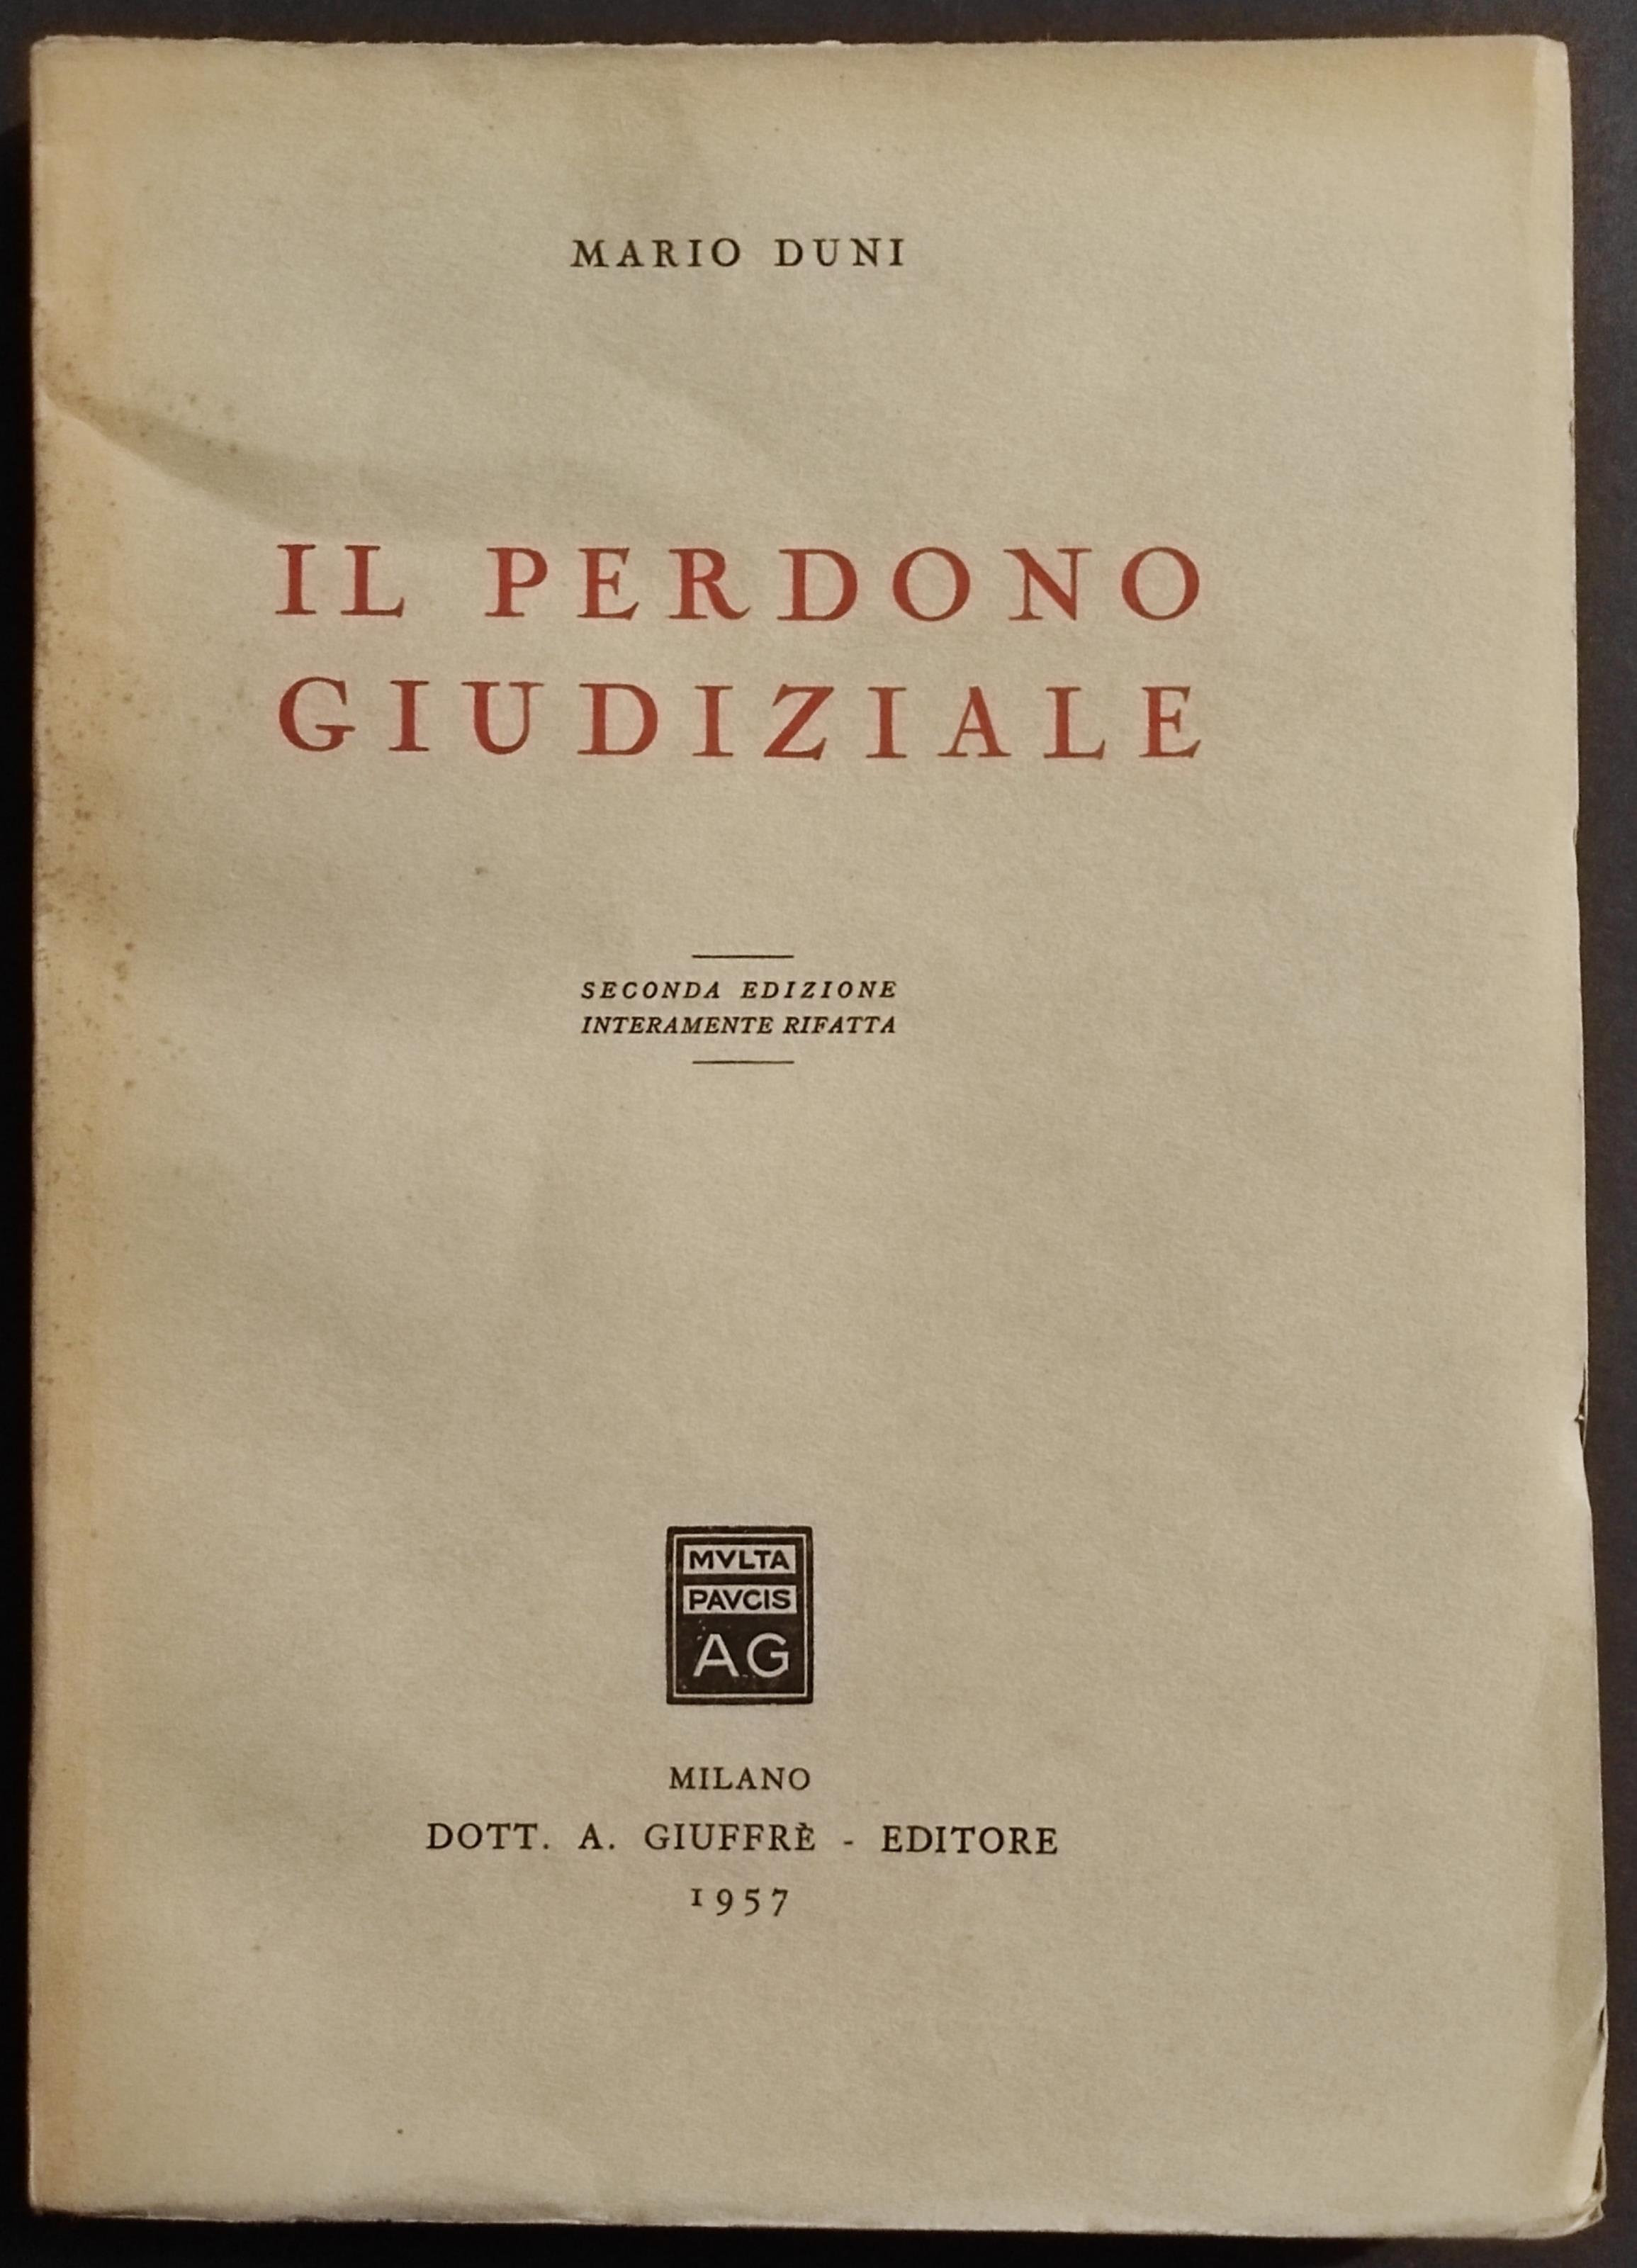 MARIO DUNI
IL PERDONO
GIUDIZIALE
SECONDA EDIZIONE
INTERAMENTE RIFATTA
MVLTA
PAVCIS
AG
MILANO
DOTT. A. GIUFFRÈ - EDITORE
1957